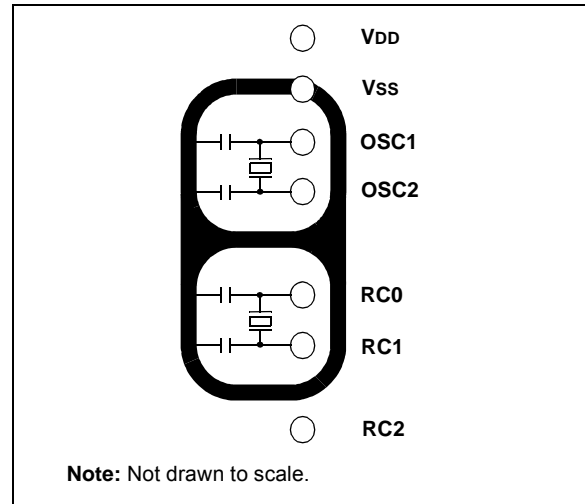 VDD
VSS
OSC1
OSC2
RC0
RC1
RC2
Note: Not drawn to scale.